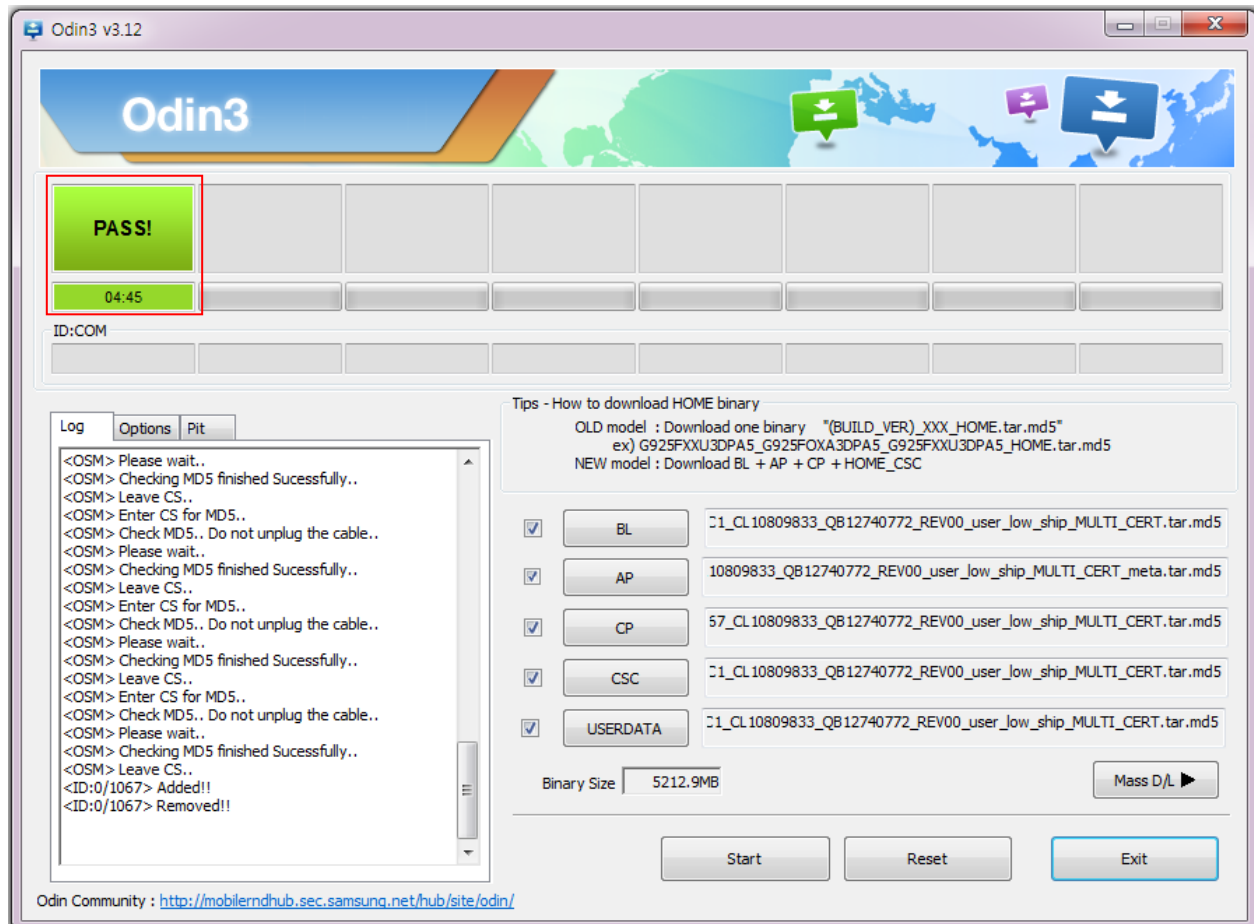 Odin3 v3.12
Odin3
PASS!
04:45
ID:COM
Log
Options
Pit
<OSM> Please wait..
<OSM> Checking MD5 finished Sucessfully..
<OSM> Leave CS..
<OSM> Enter CS for MD5..
<OSM> Check MD5.. Do not unplug the cable..
<OSM> Please wait..
<OSM> Checking MD5 finished Sucessfully..
<OSM> Leave CS..
<OSM> Enter CS for MD5..
<OSM> Check MD5.. Do not unplug the cable..
<OSM> Please wait..
<OSM> Checking MD5 finished Sucessfully..
<OSM> Leave CS..
<OSM> Enter CS for MD5..
<OSM> Check MD5.. Do not unplug the cable..
<OSM> Please wait..
<OSM> Checking MD5 finished Sucessfully..
<OSM> Leave CS..
<ID:0/1067> Added!!
<ID:0/1067> Removed!!
Tips - How to download HOME binary
OLD model : Download one binary "(BUILD_VER)_XXX_HOME.tar.md5"
ex) G925FXXU3DPA5_G925FOXA3DPA5_G925FXXU3DPA5_HOME.tar.md5
NEW model : Download BL + AP + CP + HOME_CSC
BL C1_CL10809833_QB12740772_REV00_user_low_ship_MULTI_CERT.tar.md5
AP 10809833_QB12740772_REV00_user_low_ship_MULTI_CERT_meta.tar.md5
CP 67_CL10809833_QB12740772_REV00_user_low_ship_MULTI_CERT.tar.md5
CSC C1_CL10809833_QB12740772_REV00_user_low_ship_MULTI_CERT.tar.md5
USERDATA C1_CL10809833_QB12740772_REV00_user_low_ship_MULTI_CERT.tar.md5
Binary Size 5212.9MB
Mass D/L
Start
Reset
Exit
Odin Community : http://mobilerndhub.sec.samsung.net/hub/site/odin/